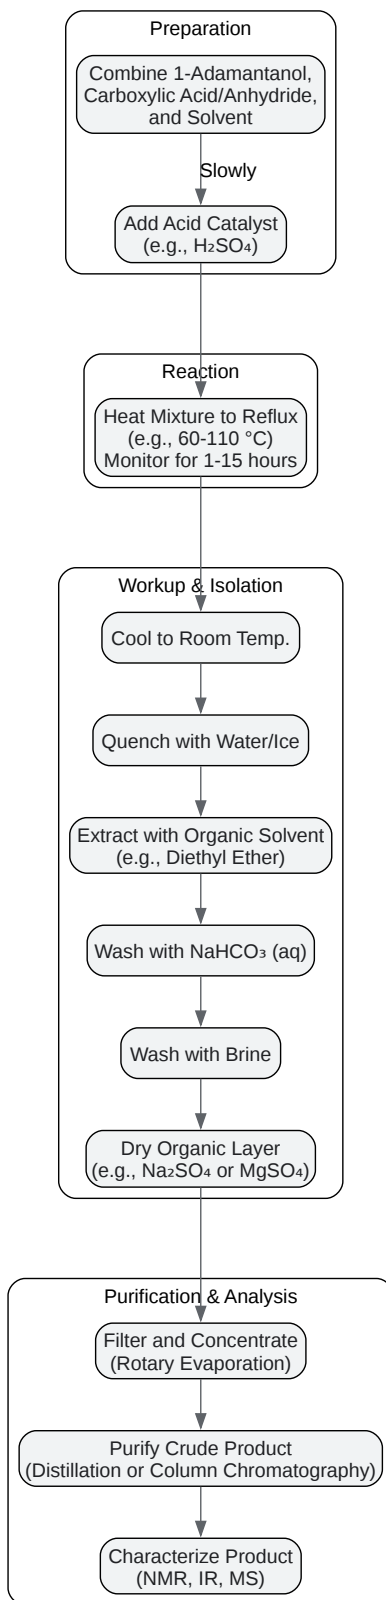 Preparation
Combine 1-Adamantanol,
Carboxylic Acid/Anhydride,
and Solvent
Slowly
Add Acid Catalyst
(e.g., H₂SO₄)
Reaction
Heat Mixture to Reflux
(e.g., 60-110 °C)
Monitor for 1-15 hours
Workup & Isolation
Cool to Room Temp.
Quench with Water/Ice
Extract with Organic Solvent
(e.g., Diethyl Ether)
Wash with NaHCO₃ (aq)
Wash with Brine
Dry Organic Layer
(e.g., Na₂SO₄ or MgSO₄)
Purification & Analysis
Filter and Concentrate
(Rotary Evaporation)
Purify Crude Product
(Distillation or Column Chromatography)
Characterize Product
(NMR, IR, MS)